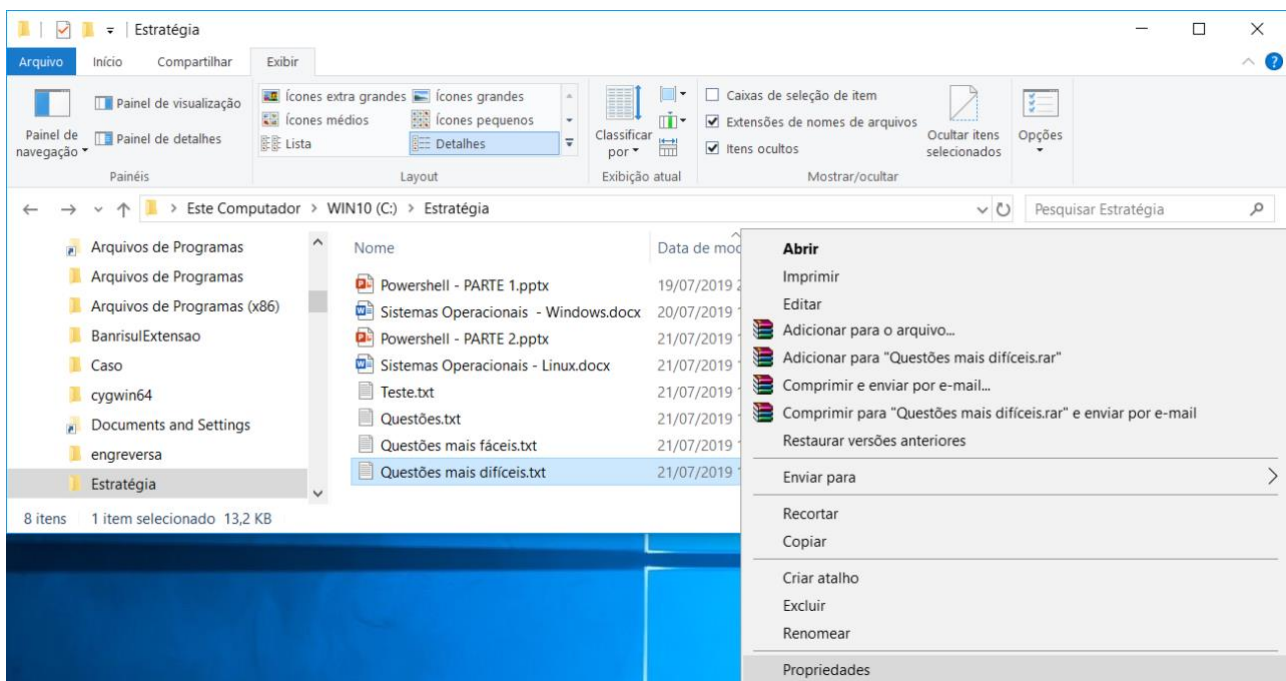 Estratégia
Arquivo Início Compartilhar Exibir
Painel de navegação
Painel de visualização
Painel de detalhes
Painéis
Ícones extra grandes Ícones grandes
Ícones médios Ícones pequenos
Lista Detalhes
Layout
Classificar por
Exibição atual
Caixas de seleção de item
Extensões de nomes de arquivos
Itens ocultos
Ocultar itens selecionados
Mostrar/ocultar
Opções
Este Computador > WIN10 (C:) > Estratégia
Pesquisar Estratégia
Arquivos de Programas
Arquivos de Programas
Arquivos de Programas (x86)
BanrisulExtensao
Caso
cygwin64
Documents and Settings
engreversa
Estratégia
Nome Data de moc
Powershell - PARTE 1.pptx 19/07/2019 2
Sistemas Operacionais - Windows.docx 20/07/2019 1
Powershell - PARTE 2.pptx 21/07/2019 1
Sistemas Operacionais - Linux.docx 21/07/2019 1
Teste.txt 21/07/2019 1
Questões.txt 21/07/2019 1
Questões mais fáceis.txt 21/07/2019 1
Questões mais difíceis.txt 21/07/2019 1
8 itens 1 item selecionado 13,2 KB
Abrir
Imprimir
Editar
Adicionar para o arquivo...
Adicionar para "Questões mais difíceis.rar"
Comprimir e enviar por e-mail...
Comprimir para "Questões mais difíceis.rar" e enviar por e-mail
Restaurar versões anteriores
Enviar para
Recortar
Copiar
Criar atalho
Excluir
Renomear
Propriedades